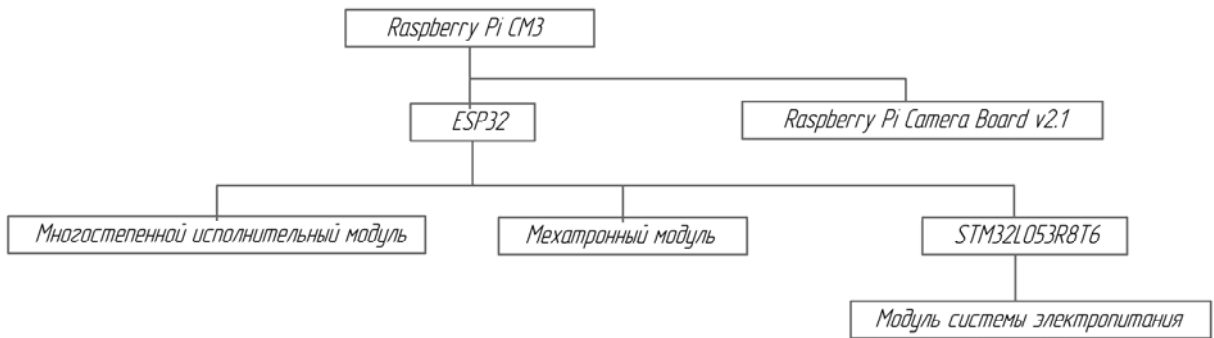 Raspberry Pi CM3
ESP32
Raspberry Pi Camera Board v2.1
Многостепенной исполнительный модуль
Мехатронный модуль
STM32L053R8T6
Модуль системы электропитания